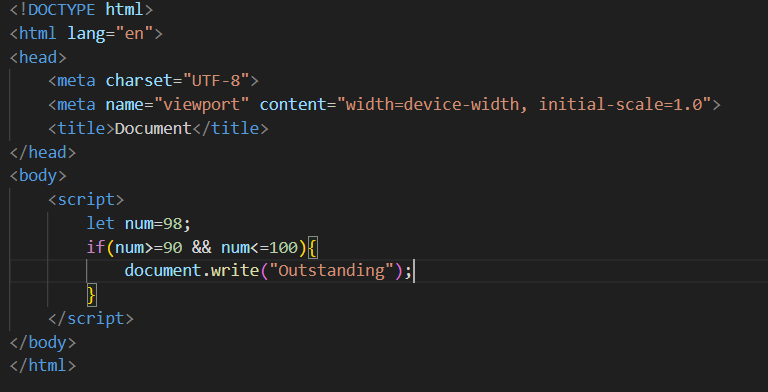 <!DOCTYPE html>
<html lang="en">
<head>
    <meta charset="UTF-8">
    <meta name="viewport" content="width=device-width, initial-scale=1.0">
    <title>Document</title>
</head>
<body>
    <script>
        let num=98;
        if(num>=90 && num<=100){
            document.write("Outstanding");
        }
    </script>
</body>
</html>